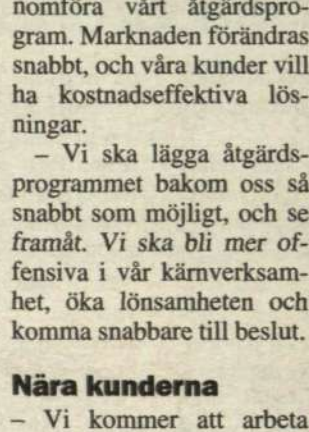 nomföra vårt åtgärdspro-
gram. Marknaden förändras
snabbt, och våra kunder vill
ha kostnadseffektiva lös-
ningar.
– Vi ska lägga åtgärds-
programmet bakom oss så
snabbt som möjligt, och se
framåt. Vi ska bli mer of-
fensiva i vår kärnverksam-
het, öka lönsamheten och
komma snabbare till beslut.
Nära kunderna
– Vi kommer att arbeta